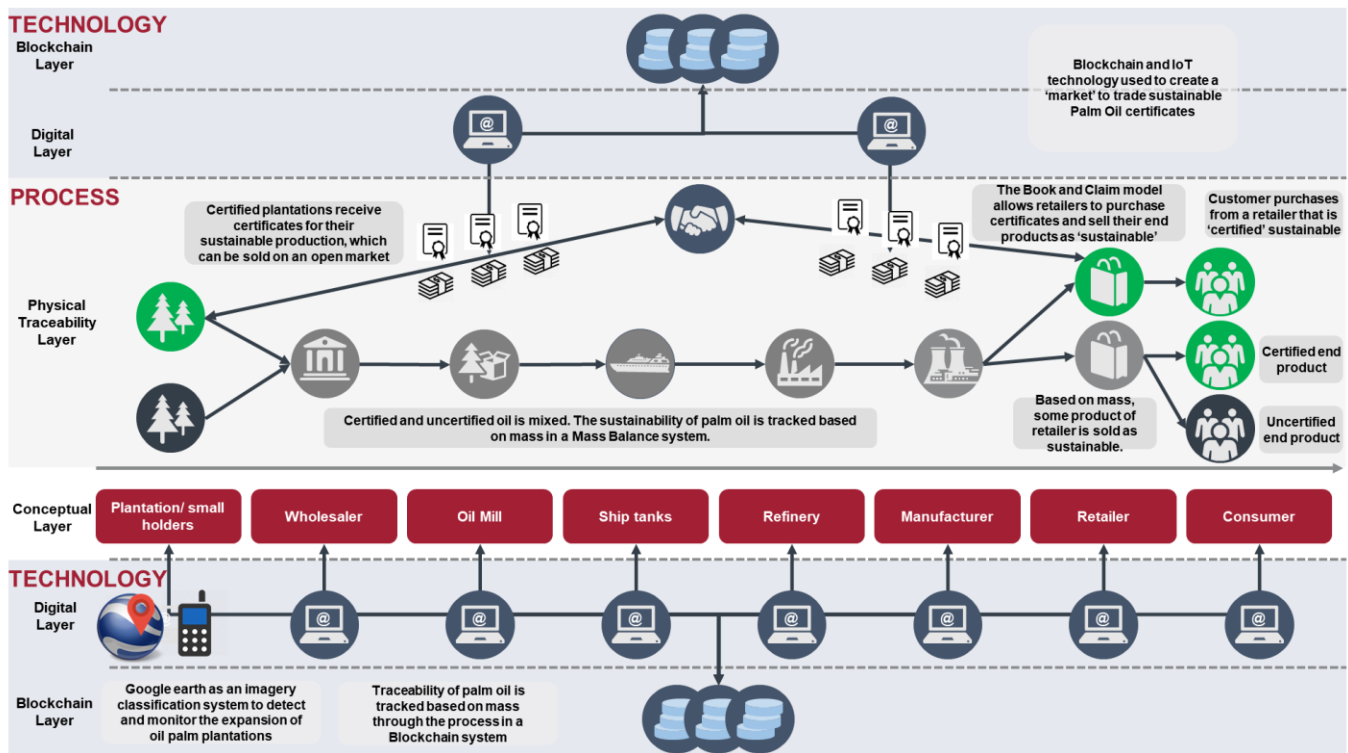 TECHNOLOGY
Blockchain
Layer
Blockchain and IoT
technology used to create a
‘market’ to trade sustainable
Palm Oil certificates
@
@
Digital
Layer
PROCESS
Certified plantations receive
certificates for their
sustainable production, which
can be sold on an open market
The Book and Claim model
allows retailers to purchase
certificates and sell their end
products as ‘sustainable’
Customer purchases
from a retailer that is
‘certified’ sustainable
Physical
Traceability
Layer
Certified end
product
Certified and uncertified oil is mixed. The sustainability of palm oil is tracked based
on mass in a Mass Balance system.
Based on mass,
some product of
retailer is sold as
sustainable.
Uncertified
end product
Conceptual
Layer
Plantation/ small
holders
Wholesaler
Oil Mill
Ship tanks
Refinery
Manufacturer
Retailer
Consumer
TECHNOLOGY
Digital
Layer
@
@
@
@
@
@
@
Blockchain
Layer
Google earth as an imagery
classification system to detect
and monitor the expansion of
oil palm plantations
Traceability of palm oil is
tracked based on mass
through the process in a
Blockchain system